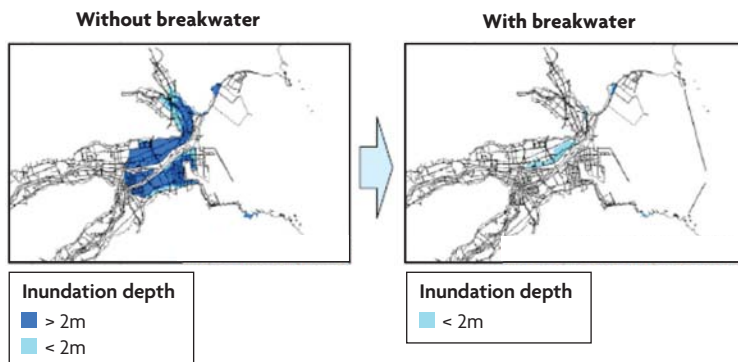 Without breakwater
With breakwater
Inundation depth
> 2m
< 2m
Inundation depth
< 2m